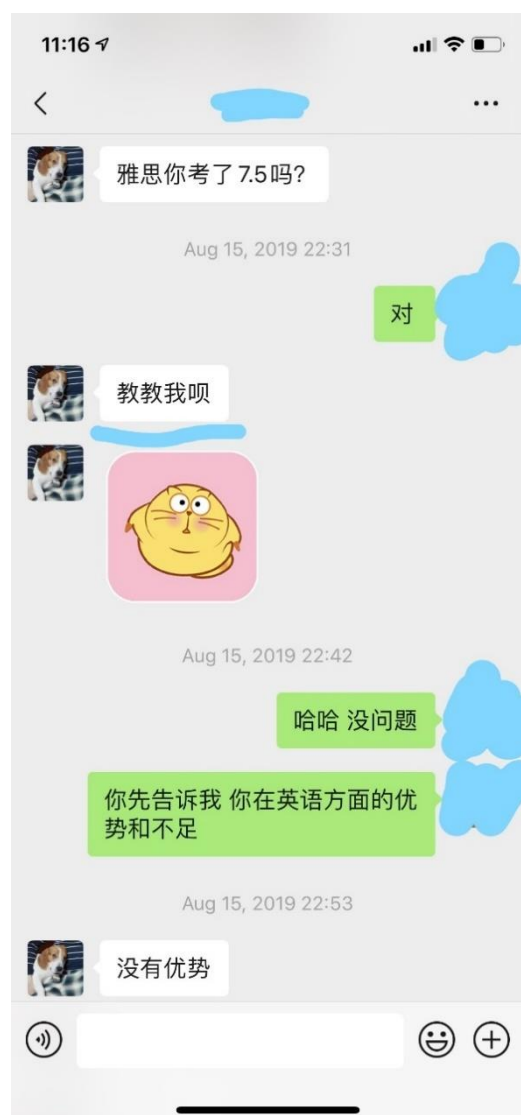 11:16
雅思你考了7.5吗?
Aug 15, 2019 22:31
对
教教我呗
Aug 15, 2019 22:42
哈哈 没问题
你先告诉我 你在英语方面的优
势和不足
Aug 15, 2019 22:53
没有优势